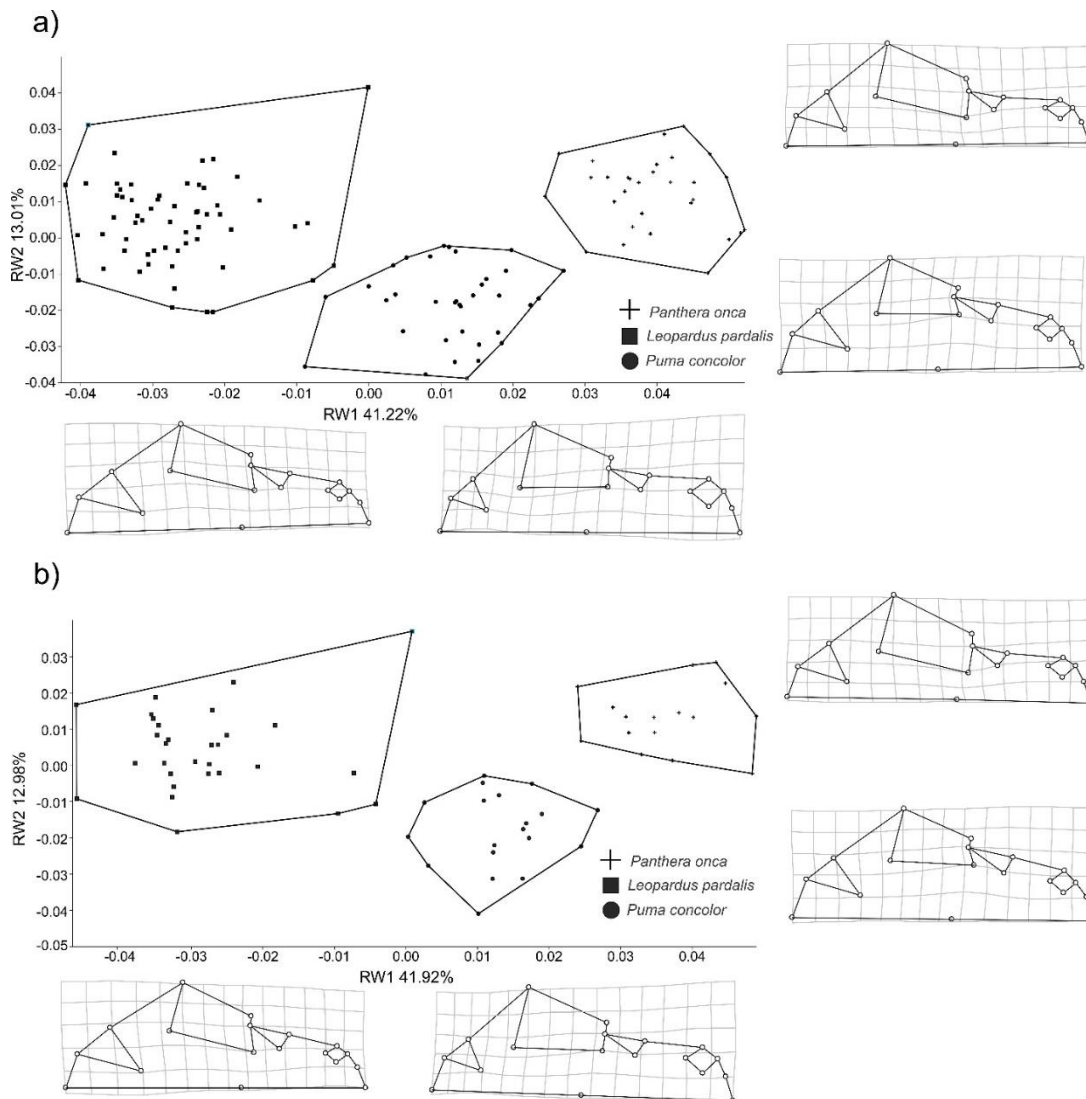 a)
0.04
0.03
0.02
0.01
0.00
-0.01
-0.02
-0.03
-0.04
RW2 13.01%
Panthera onca
Leopardus pardalis
Puma concolor
-0.04 -0.03 -0.02 -0.01 0.00 0.01 0.02 0.03 0.04
RW1 41.22%
b)
0.03
0.02
0.01
0.00
-0.01
-0.02
-0.03
-0.04
-0.05
RW2 12.98%
Panthera onca
Leopardus pardalis
Puma concolor
-0.04 -0.03 -0.02 -0.01 0.00 0.01 0.02 0.03 0.04
RW1 41.92%